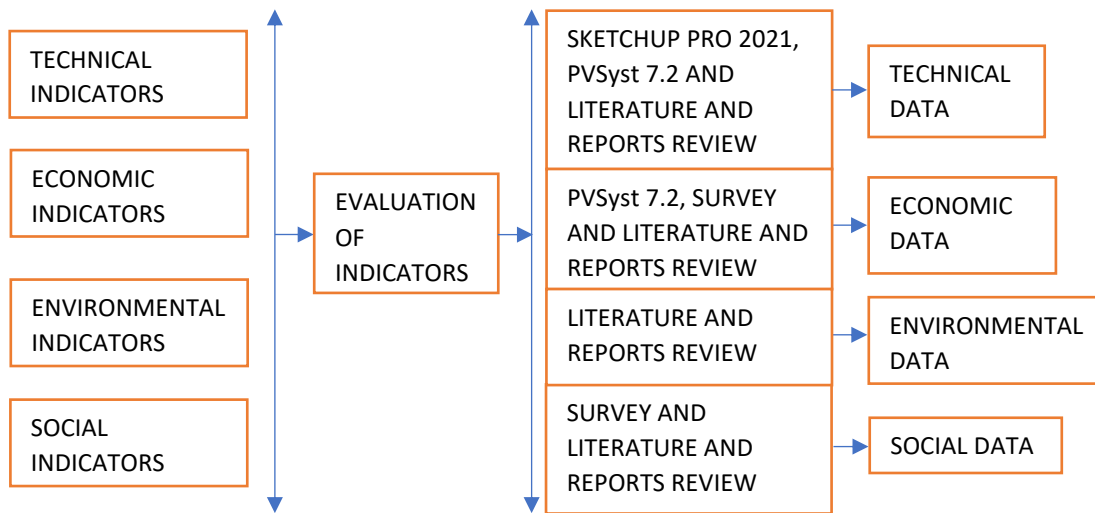 TECHNICAL
INDICATORS
ECONOMIC
INDICATORS
ENVIRONMENTAL
INDICATORS
SOCIAL
INDICATORS
EVALUATION
OF
INDICATORS
SKETCHUP PRO 2021,
PVSyst 7.2 AND
LITERATURE AND
REPORTS REVIEW
PVSyst 7.2, SURVEY
AND LITERATURE AND
REPORTS REVIEW
LITERATURE AND
REPORTS REVIEW
SURVEY AND
LITERATURE AND
REPORTS REVIEW
TECHNICAL
DATA
ECONOMIC
DATA
ENVIRONMENTAL
DATA
SOCIAL DATA